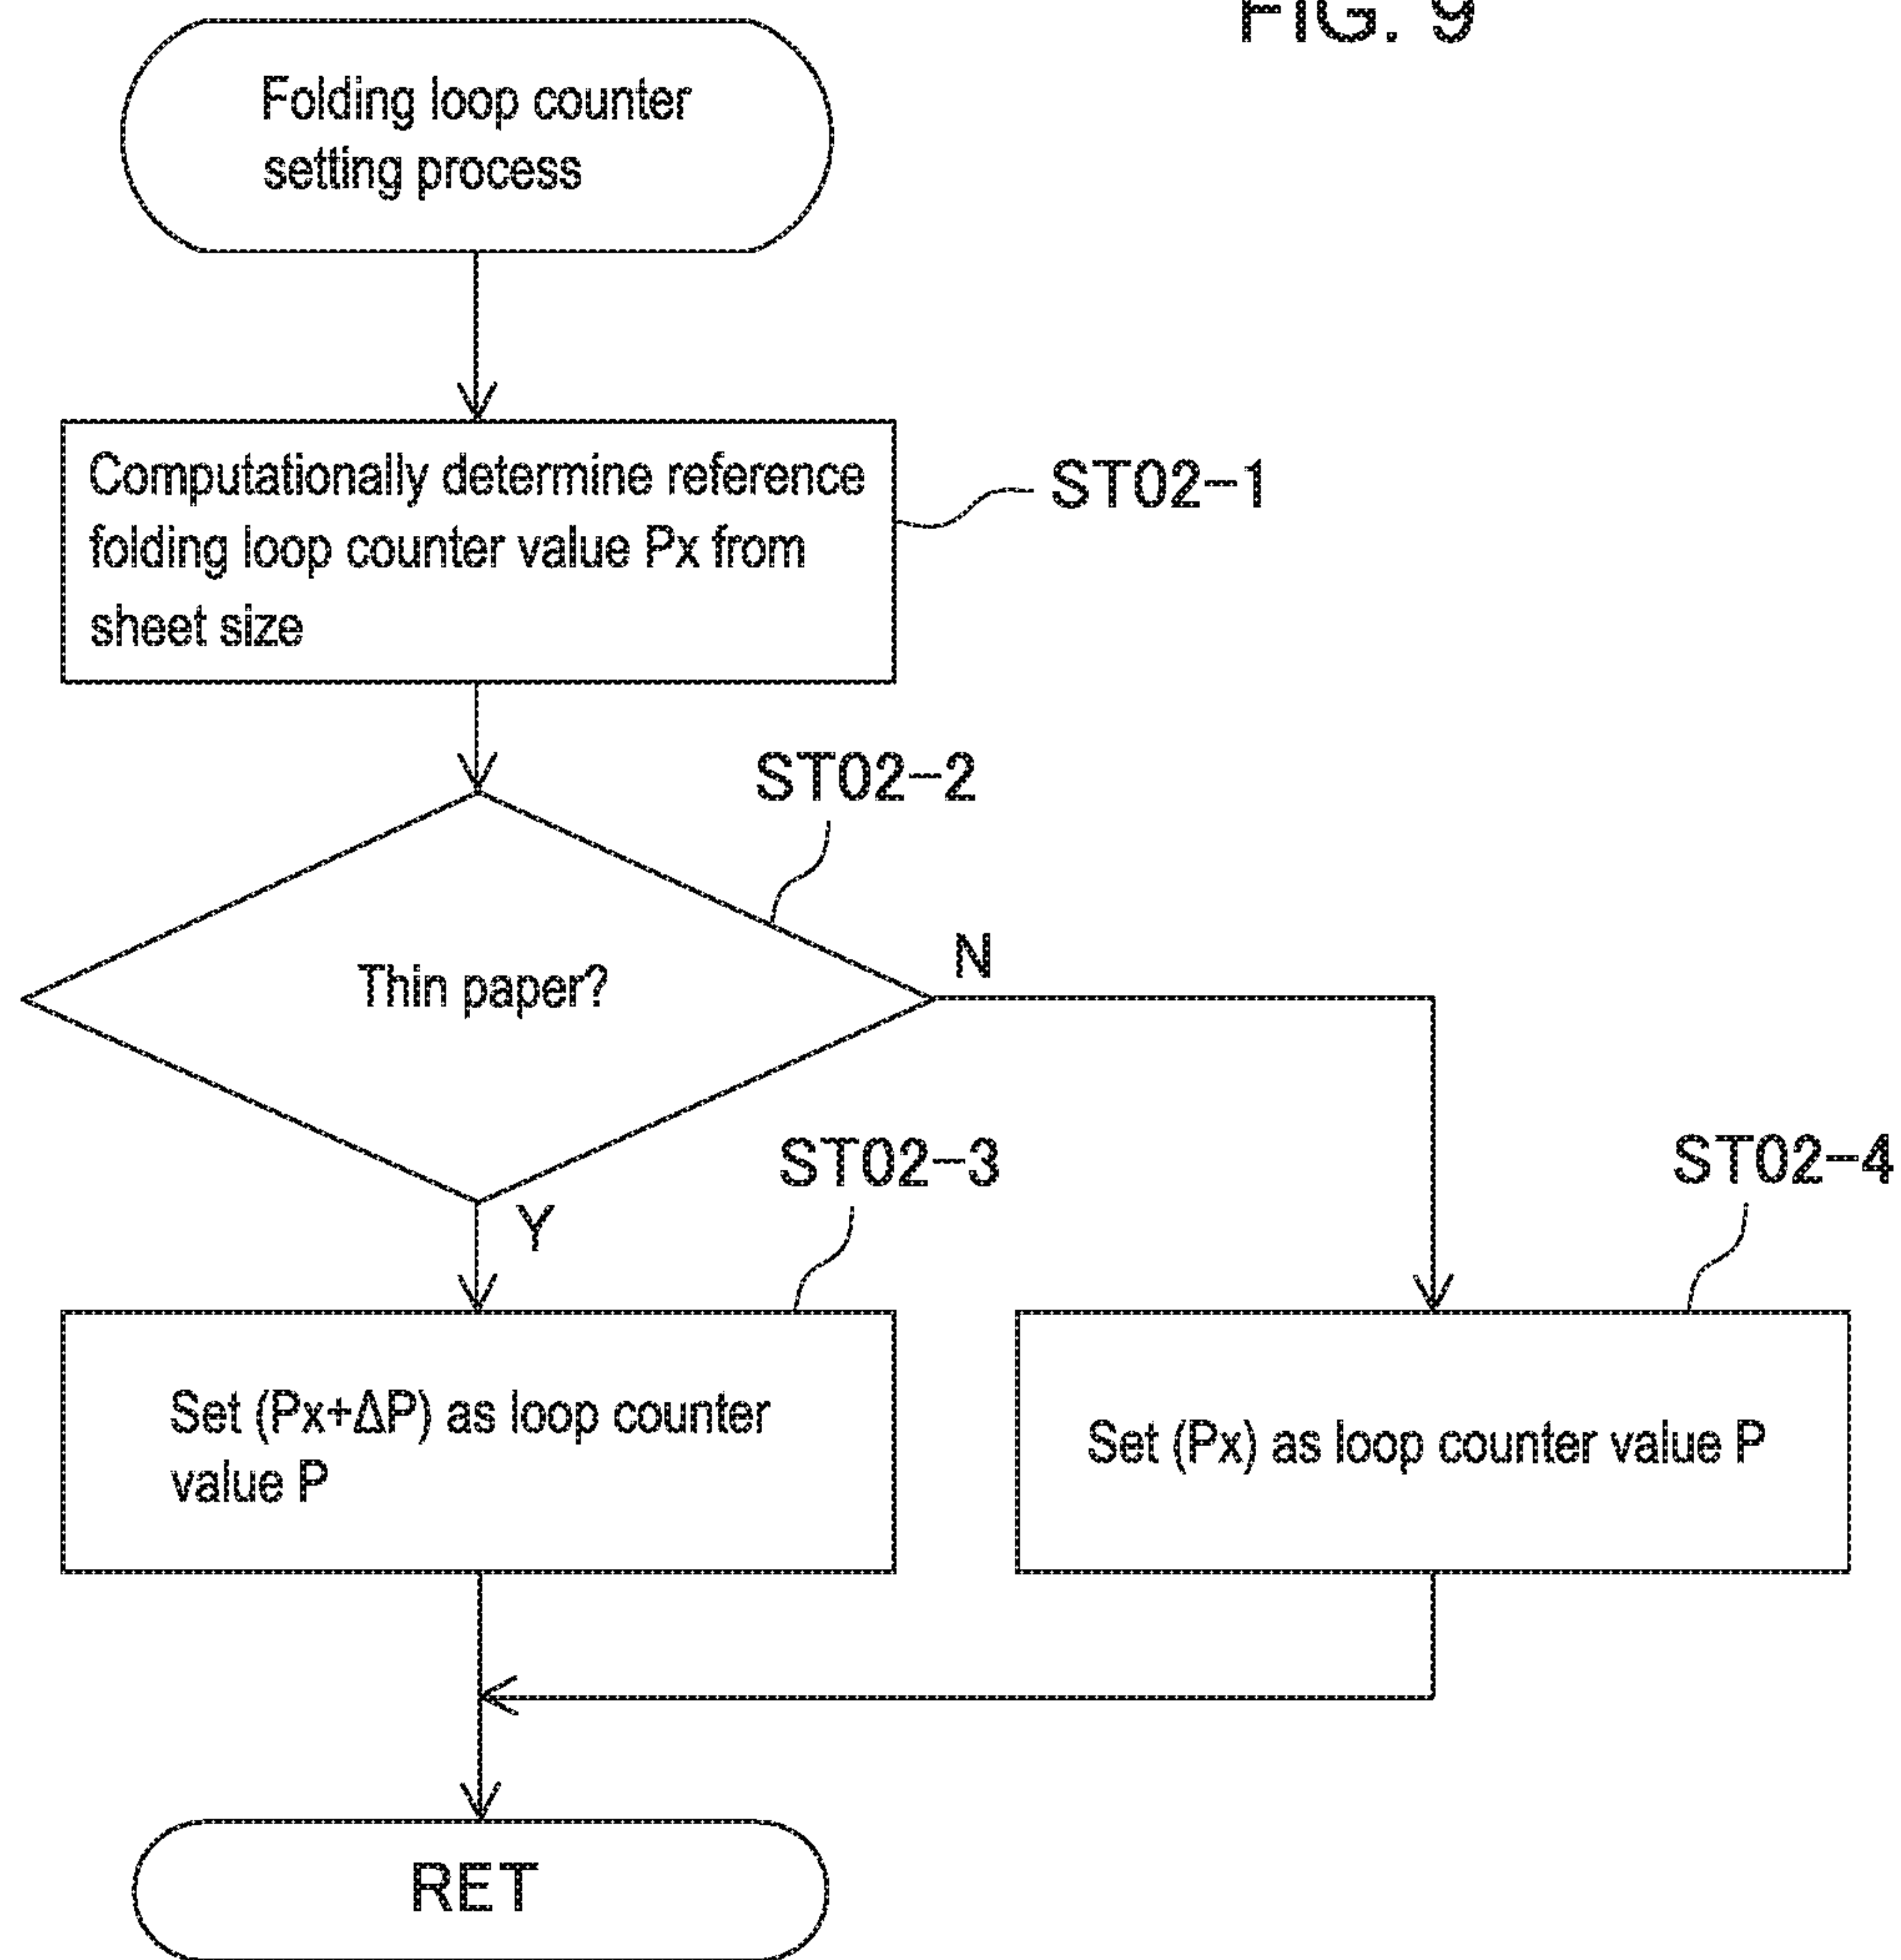 FIG. 9
Folding loop counter
setting process
Computationally determine reference
folding loop counter value Px from
sheet size
ST02-1
ST02-2
Thin paper?
N
Y
ST02-3
ST02-4
Set (Px+ΔP) as loop counter
value P
Set (Px) as loop counter value P
RET